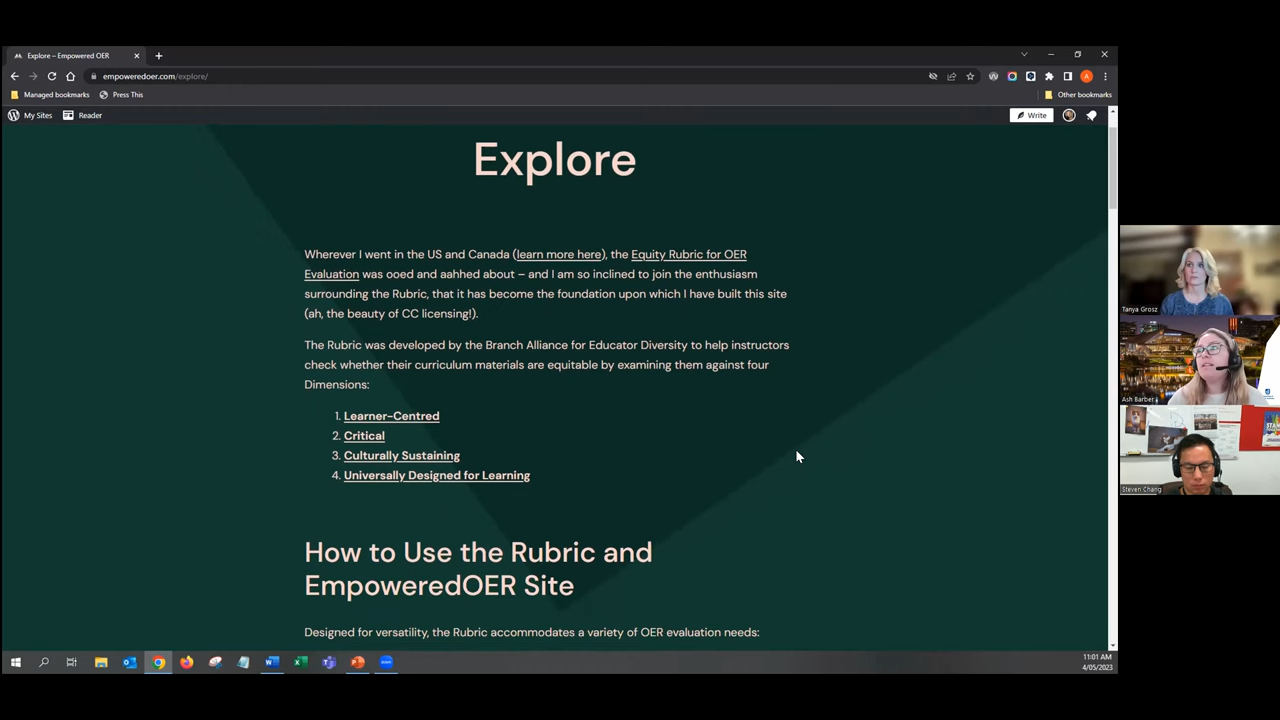 Explore – Empowered OER
empoweredoer.com/explore/
Managed bookmarks
Press This
Other bookmarks
My Sites
Reader
Write
Explore
Wherever I went in the US and Canada (learn more here), the Equity Rubric for OER
Evaluation was ooed and aahhed about – and I am so inclined to join the enthusiasm
surrounding the Rubric, that it has become the foundation upon which I have built this site
(ah, the beauty of CC licensing!).
The Rubric was developed by the Branch Alliance for Educator Diversity to help instructors
check whether their curriculum materials are equitable by examining them against four
Dimensions:
1. Learner-Centred
2. Critical
3. Culturally Sustaining
4. Universally Designed for Learning
How to Use the Rubric and
EmpoweredOER Site
Designed for versatility, the Rubric accommodates a variety of OER evaluation needs:
11:01 AM
4/05/2023
Tanya Grosz
Ash Barber
Steven Chang